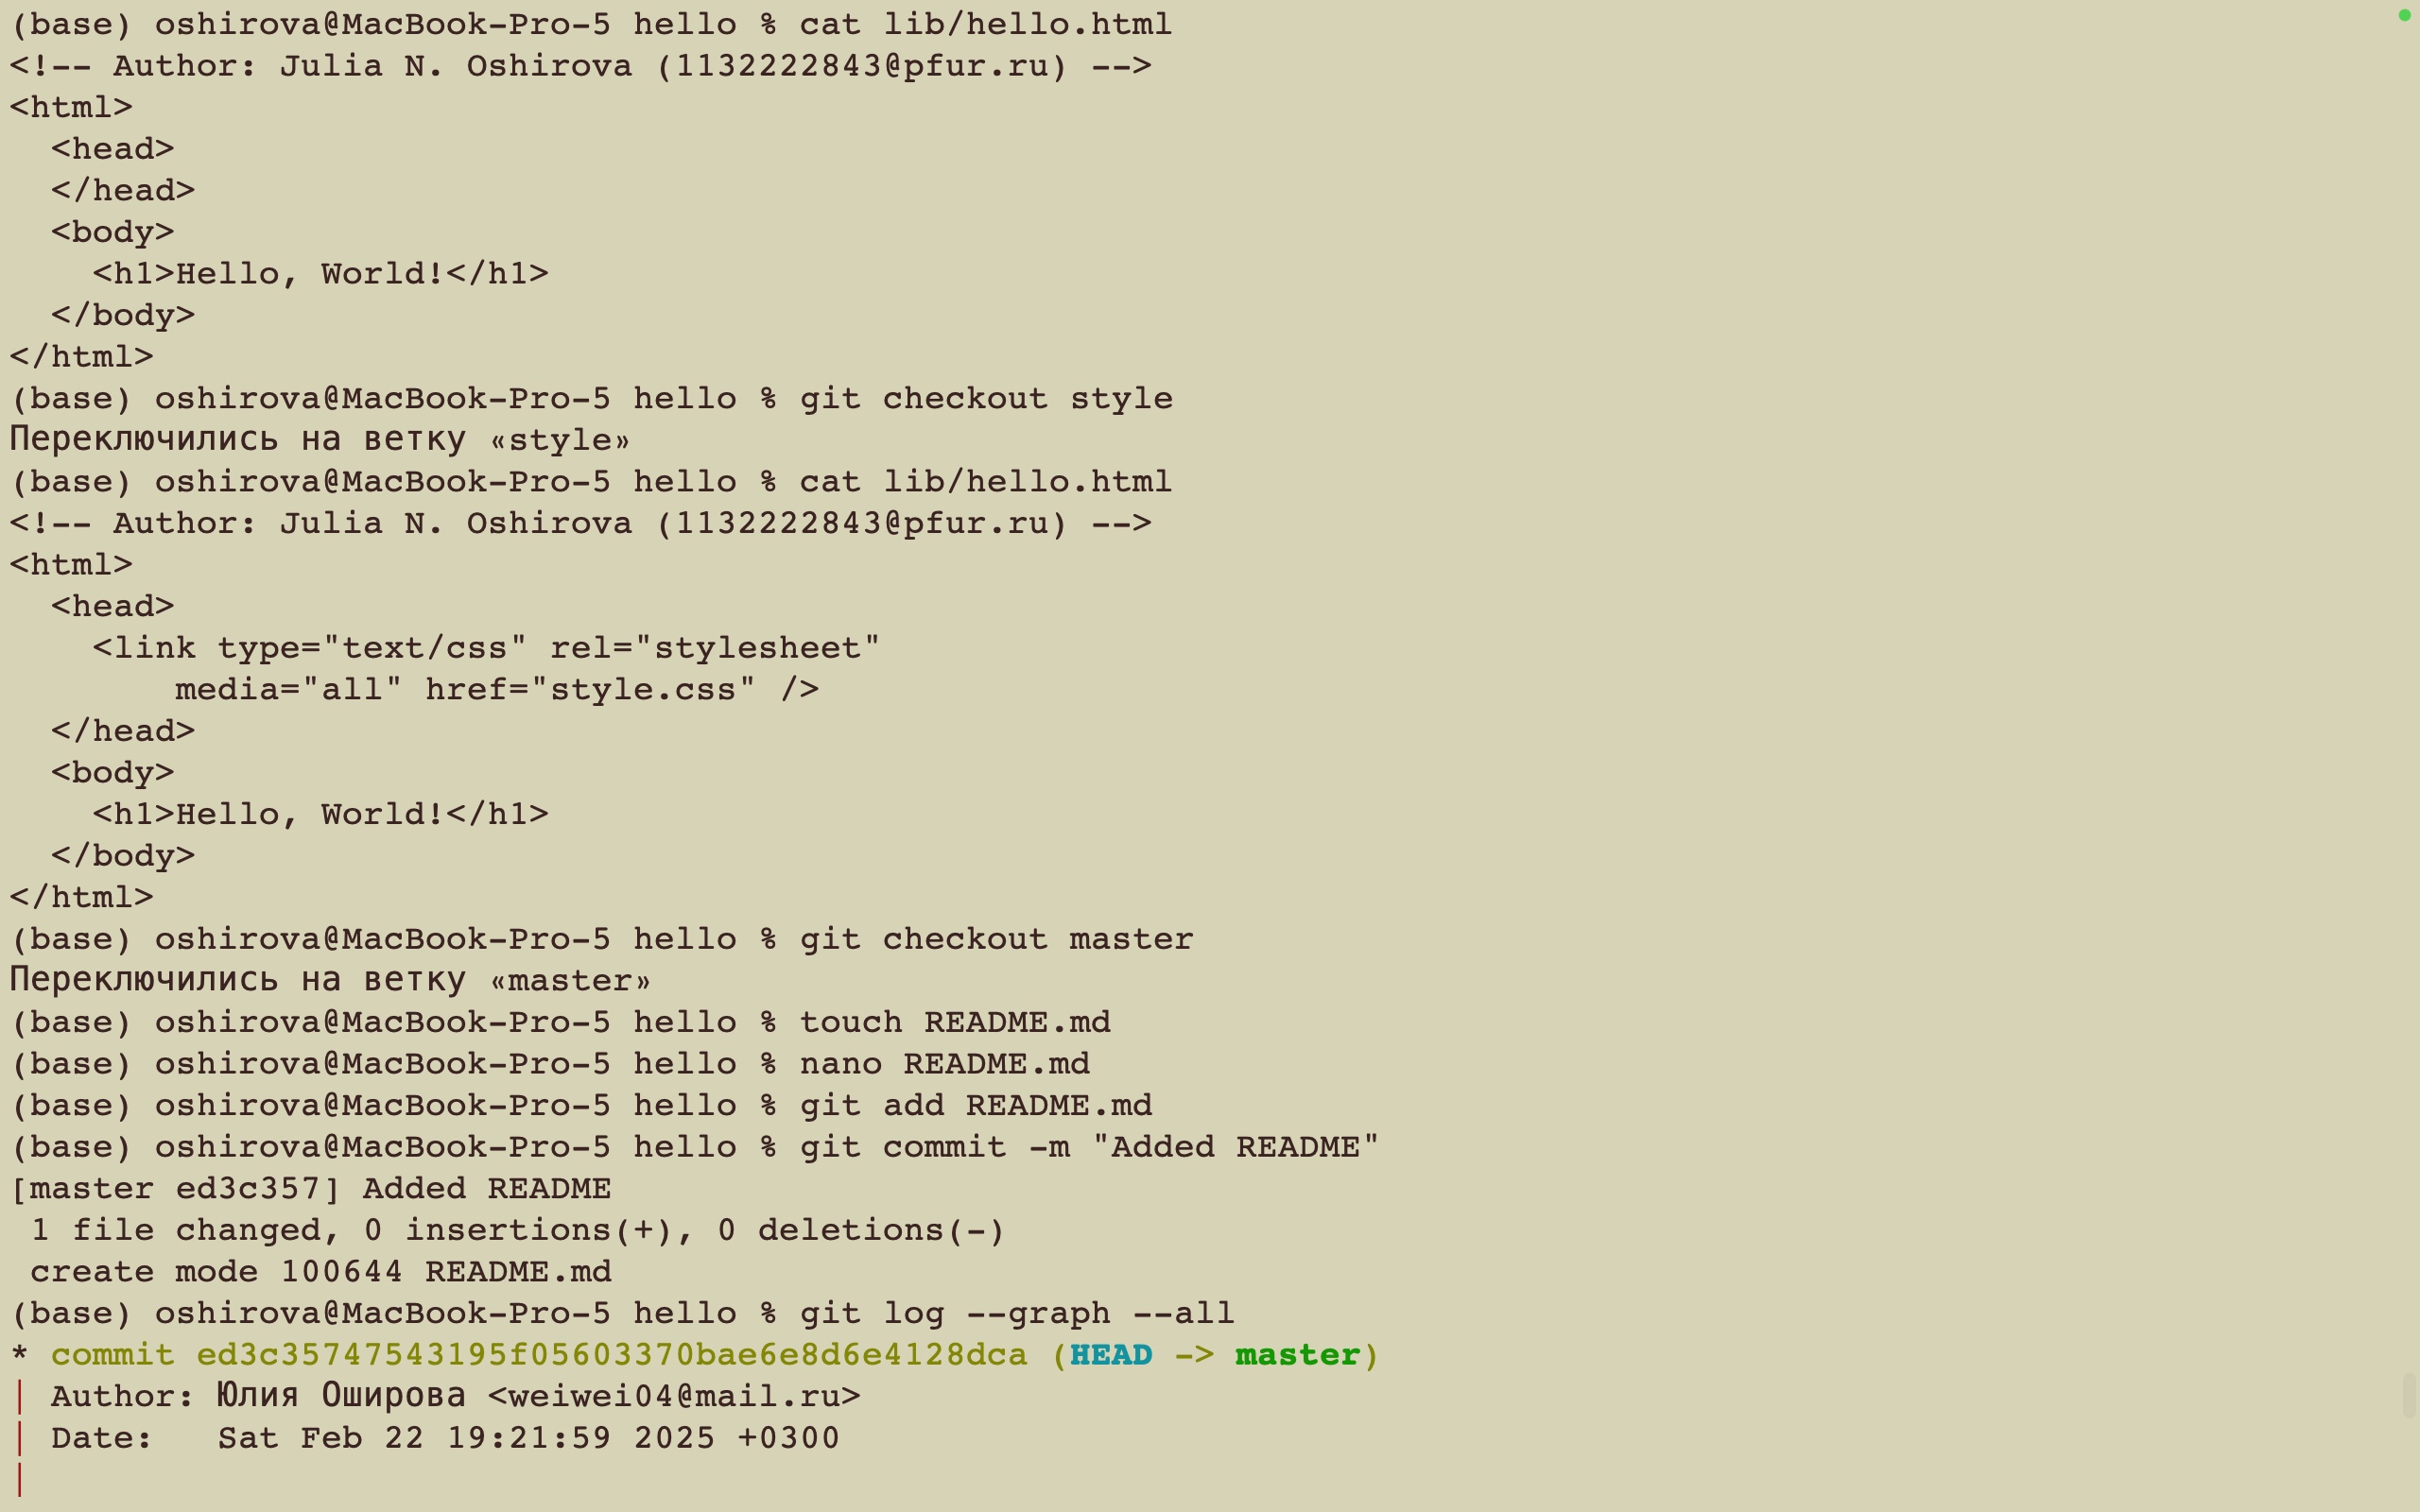 (base) oshirova@MacBook-Pro-5 hello % cat lib/hello.html
<!-- Author: Julia N. Oshirova (1132222843@pfur.ru) -->
<html>
  <head>
  </head>
  <body>
    <h1>Hello, World!</h1>
  </body>
</html>
(base) oshirova@MacBook-Pro-5 hello % git checkout style
Переключились на ветку «style»
(base) oshirova@MacBook-Pro-5 hello % cat lib/hello.html
<!-- Author: Julia N. Oshirova (1132222843@pfur.ru) -->
<html>
  <head>
    <link type="text/css" rel="stylesheet"
        media="all" href="style.css" />
  </head>
  <body>
    <h1>Hello, World!</h1>
  </body>
</html>
(base) oshirova@MacBook-Pro-5 hello % git checkout master
Переключились на ветку «master»
(base) oshirova@MacBook-Pro-5 hello % touch README.md
(base) oshirova@MacBook-Pro-5 hello % nano README.md
(base) oshirova@MacBook-Pro-5 hello % git add README.md
(base) oshirova@MacBook-Pro-5 hello % git commit -m "Added README"
[master ed3c357] Added README
 1 file changed, 0 insertions(+), 0 deletions(-)
 create mode 100644 README.md
(base) oshirova@MacBook-Pro-5 hello % git log --graph --all
* commit ed3c35747543195f05603370bae6e8d6e4128dca (HEAD -> master)
| Author: Юлия Оширова <weiwei04@mail.ru>
| Date:   Sat Feb 22 19:21:59 2025 +0300
|